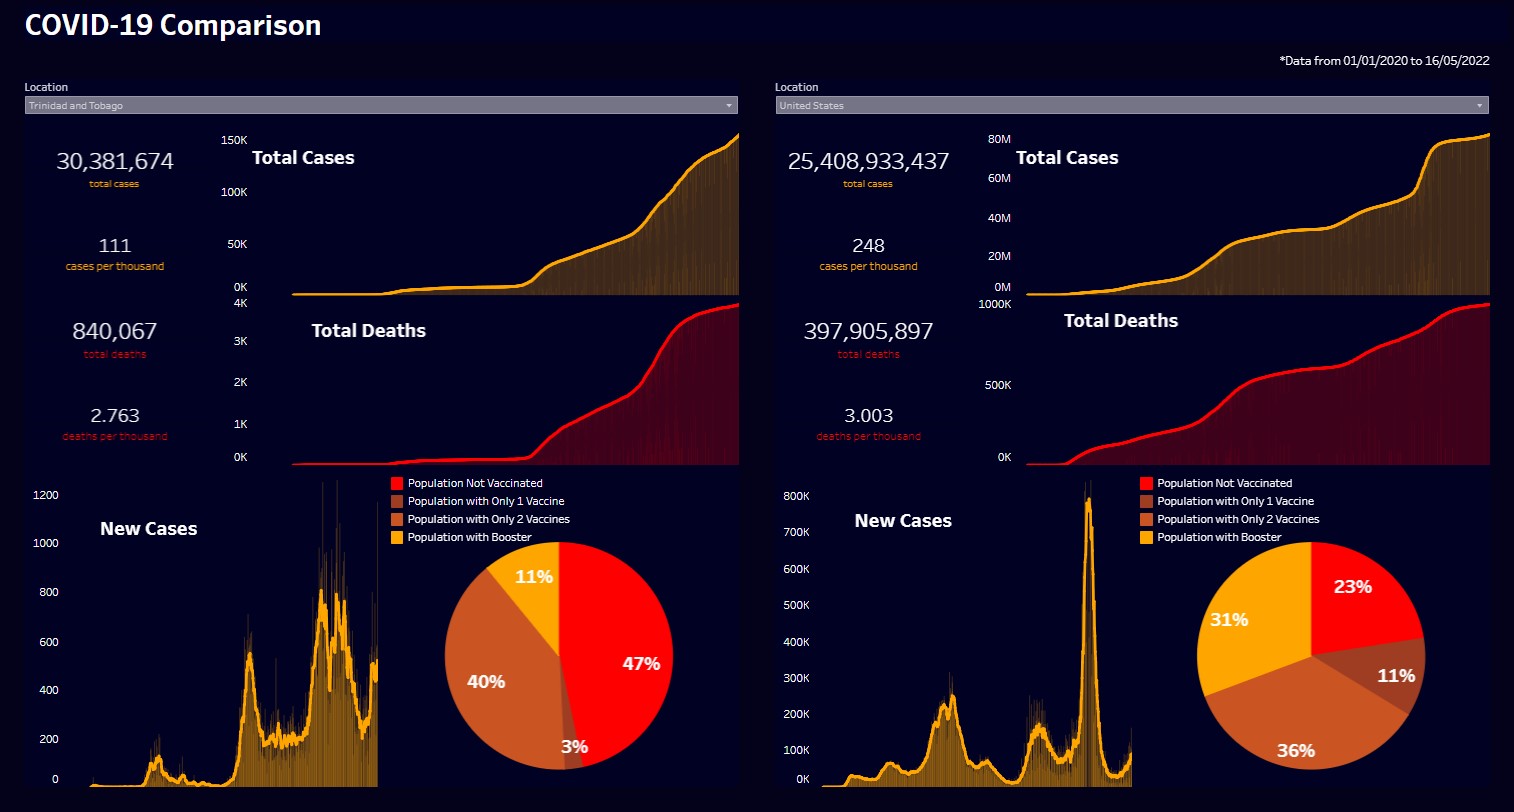 COVID-19 Comparison
*Data from 01/01/2020 to 16/05/2022
Location
Trinidad and Tobago
30,381,674
total cases
111
cases per thousand
840,067
total deaths
2.763
deaths per thousand
Total Cases
150K
100K
50K
0K
Total Deaths
4K
3K
2K
1K
0K
New Cases
1200
1000
800
600
400
200
0
Population Not Vaccinated
Population with Only 1 Vaccine
Population with Only 2 Vaccines
Population with Booster
11%
47%
40%
3%
Location
United States
25,408,933,437
total cases
248
cases per thousand
397,905,897
total deaths
3.003
deaths per thousand
Total Cases
80M
60M
40M
20M
0M
Total Deaths
1000K
500K
0K
New Cases
800K
700K
600K
500K
400K
300K
200K
100K
0K
Population Not Vaccinated
Population with Only 1 Vaccine
Population with Only 2 Vaccines
Population with Booster
23%
31%
11%
36%